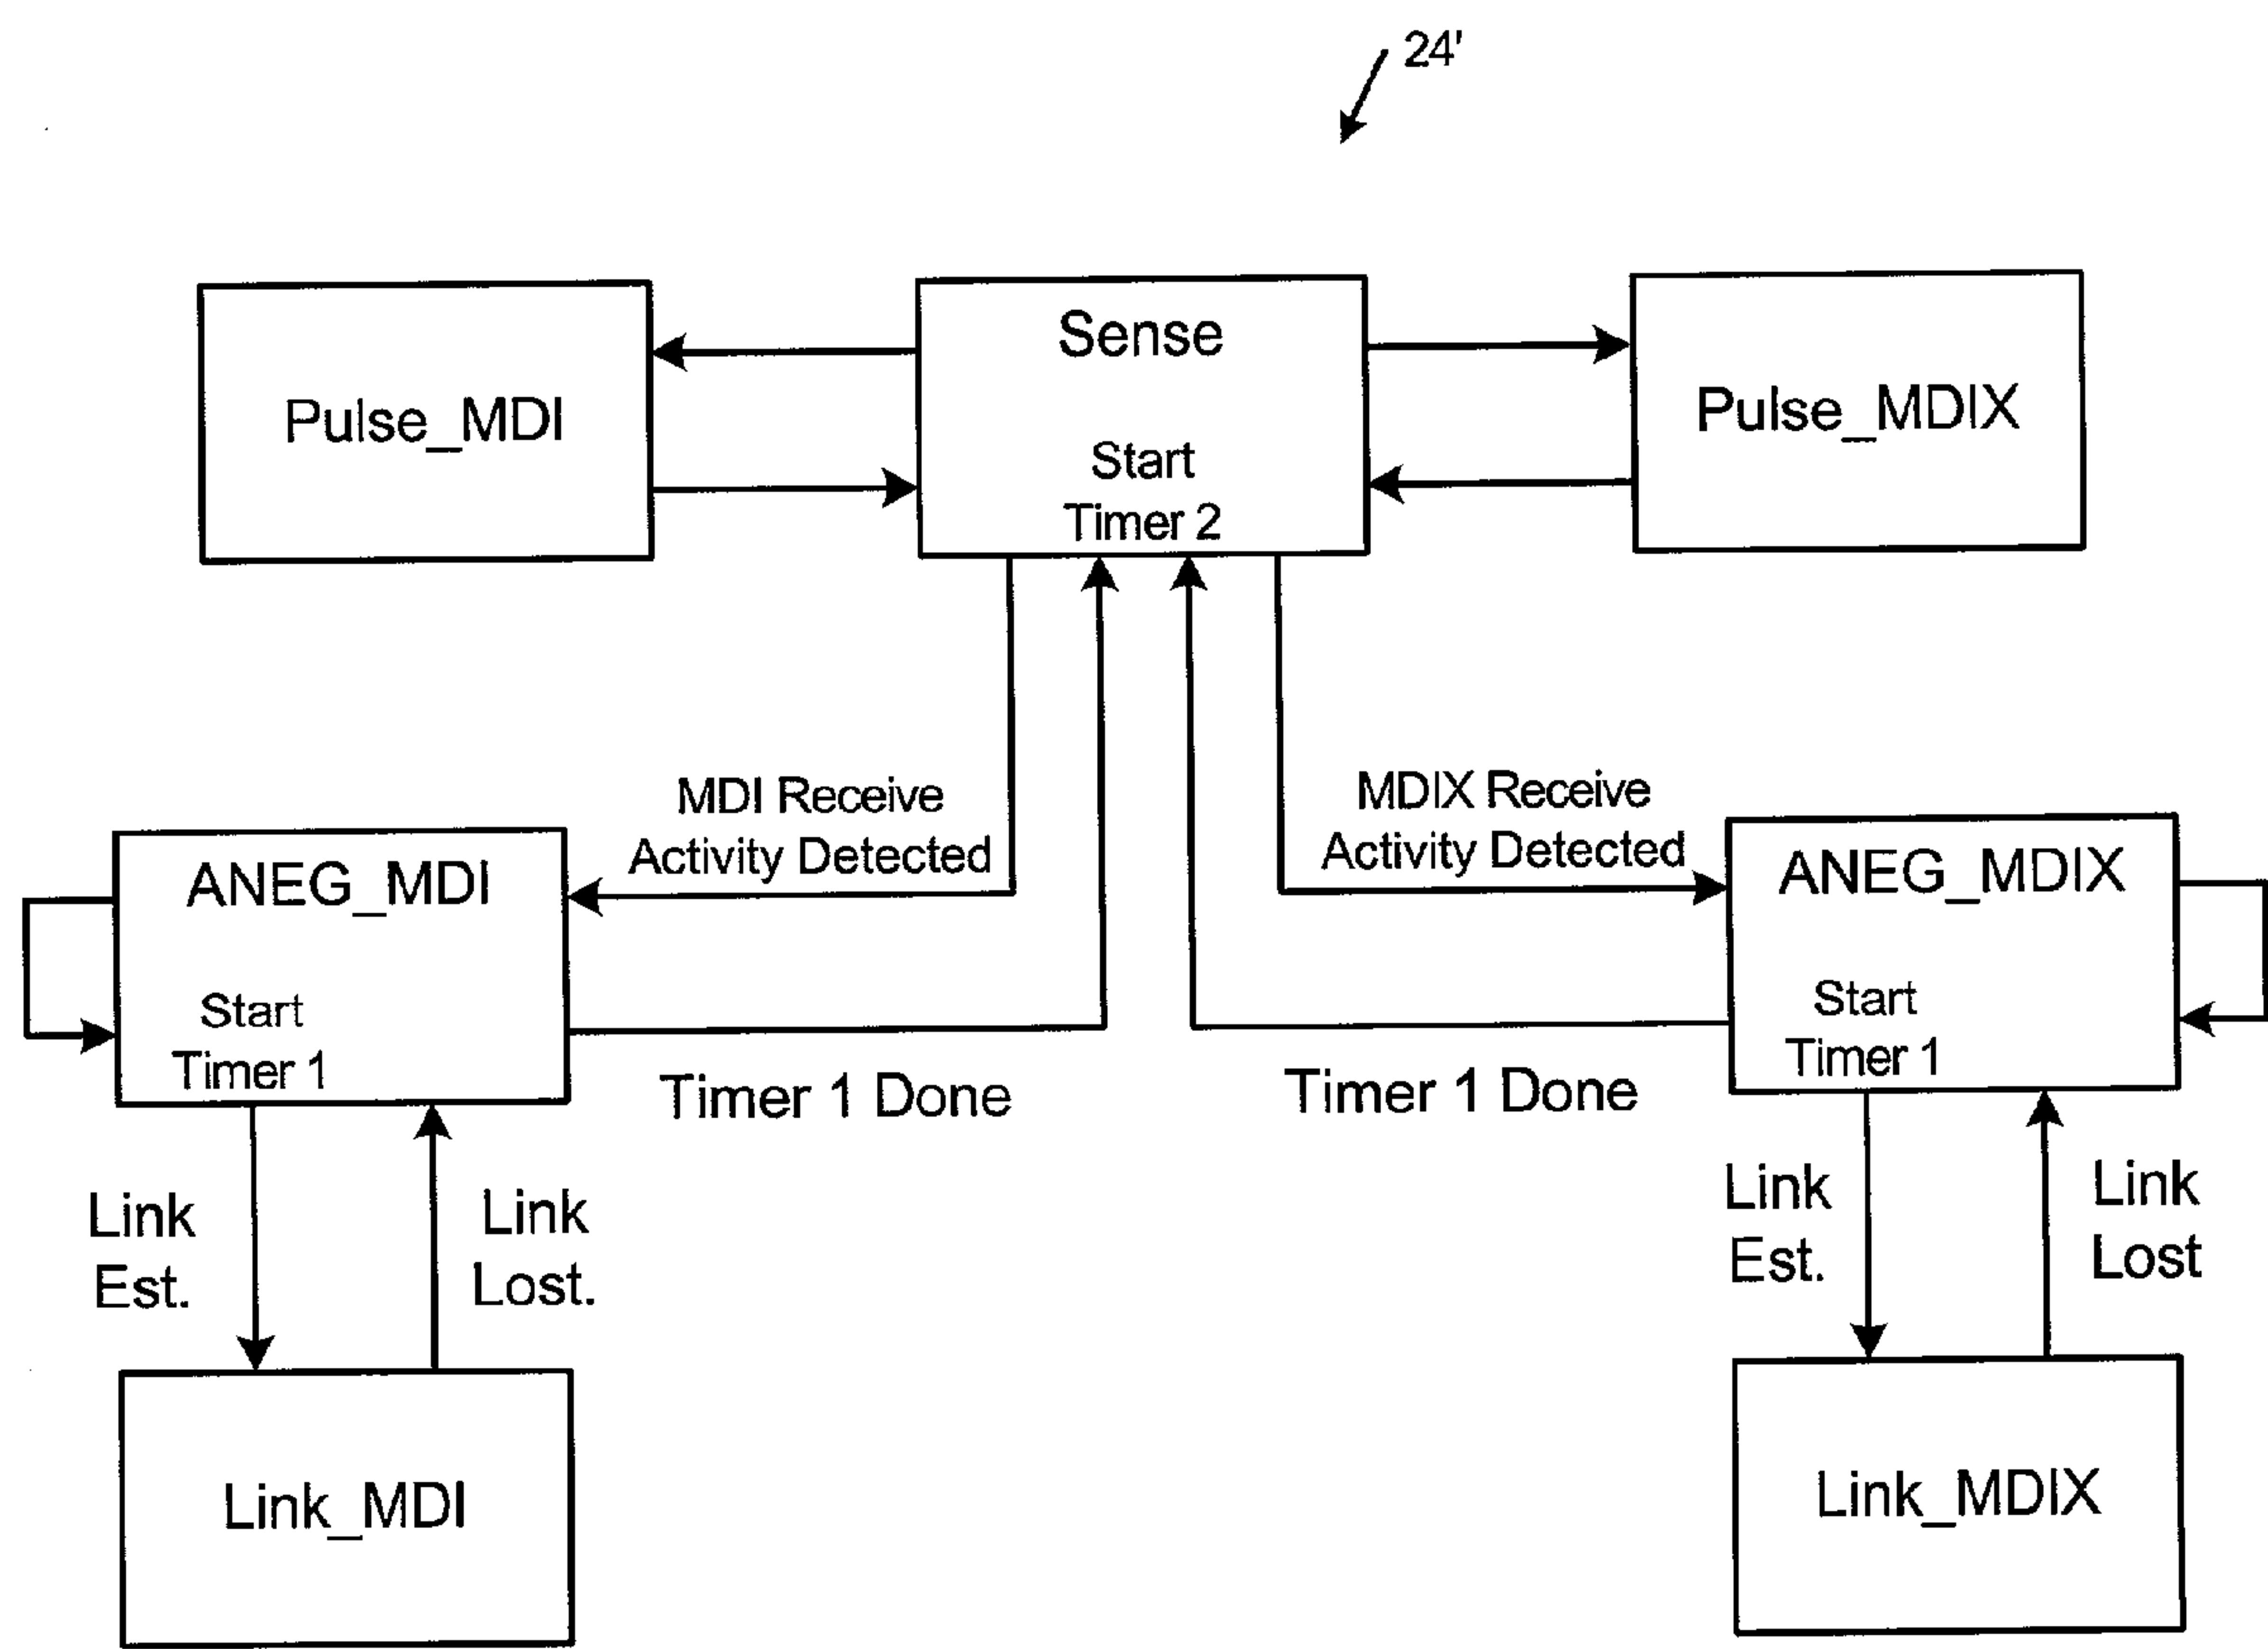 24'
Pulse_MDI
Sense
Start
Timer 2
Pulse_MDIX
MDI Receive
Activity Detected
MDIX Receive
Activity Detected
ANEG_MDI
Start
Timer 1
ANEG_MDIX
Start
Timer 1
Timer 1 Done
Timer 1 Done
Link
Est.
Link
Lost.
Link
Est.
Link
Lost
Link_MDI
Link_MDIX